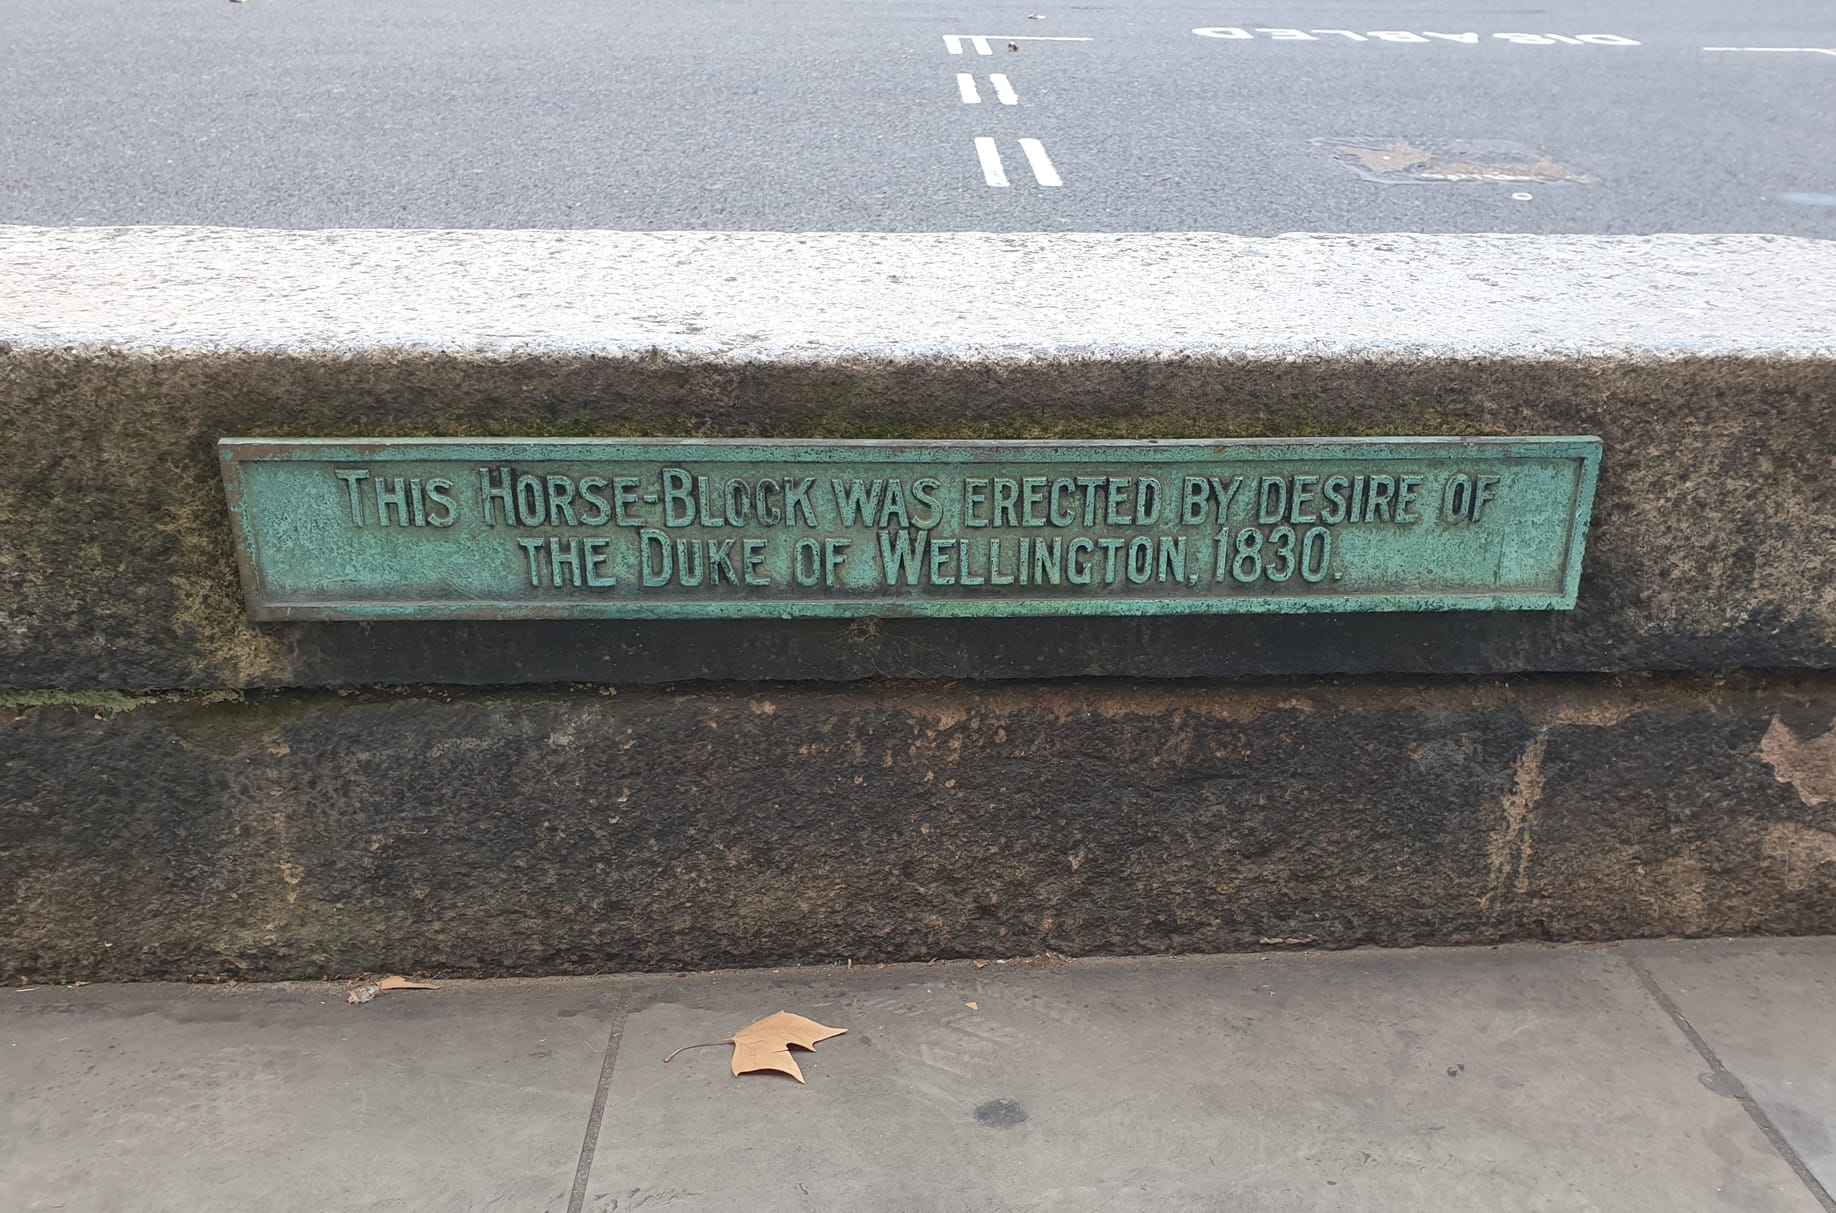 DISABLED
THIS HORSE-BLOCK WAS ERECTED BY DESIRE OF
THE DUKE OF WELLINGTON, 1830.